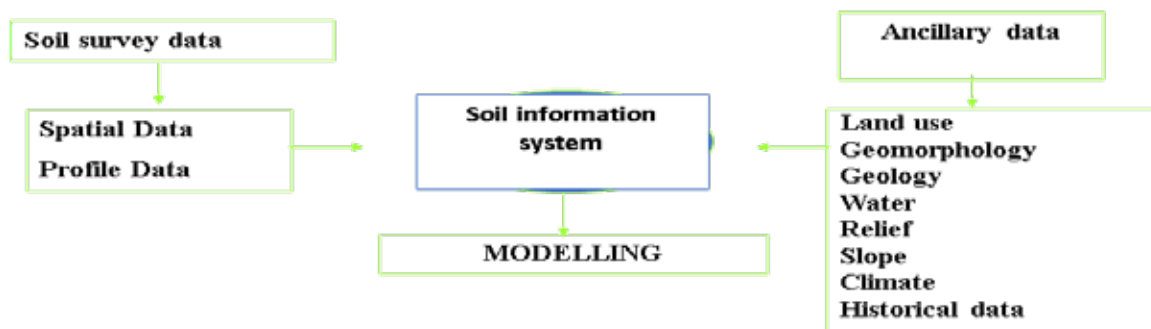 Soil survey data
Spatial Data
Profile Data
Soil information
system
MODELLING
Ancillary data
Land use
Geomorphology
Geology
Water
Relief
Slope
Climate
Historical data